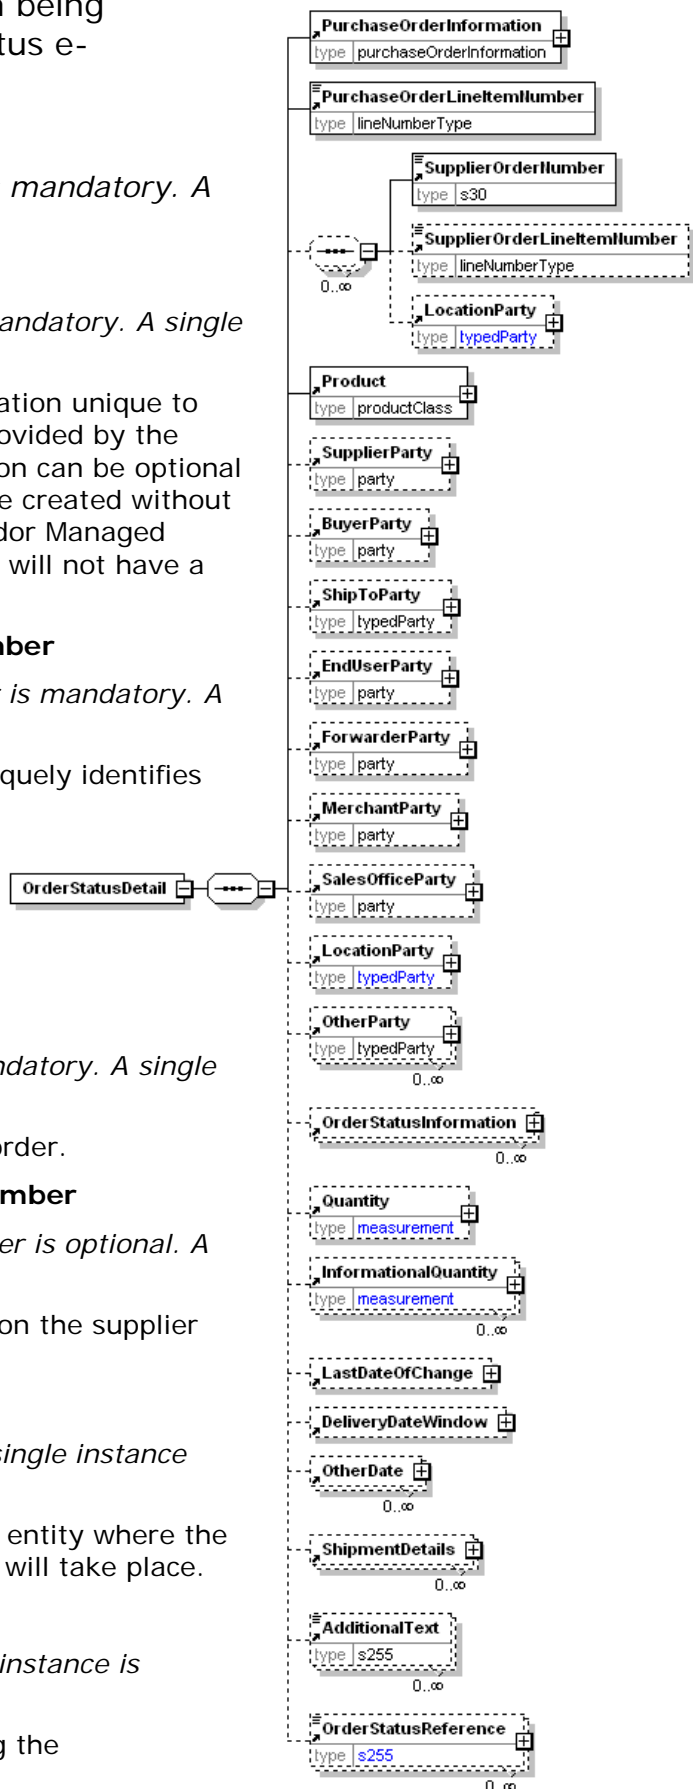 being
tus e-
mandatory. A
andatory. A single
ation unique to
ovided by the
on can be optional
e created without
dor Managed
will not have a
nber
is mandatory. A
quely identifies
ndatory. A single
order.
mber
er is optional. A
on the supplier
single instance
entity where the
will take place.
instance is
g the
OrderStatusDetail
PurchaseOrderInformation
type purchaseOrderInformation
PurchaseOrderLineItemNumber
type lineNumberType
0..∞
SupplierOrderNumber
type s30
SupplierOrderLineItemNumber
type lineNumberType
LocationParty
type typedParty
Product
type productClass
SupplierParty
type party
BuyerParty
type party
ShipToParty
type typedParty
EndUserParty
type party
ForwarderParty
type party
MerchantParty
type party
SalesOfficeParty
type party
LocationParty
type typedParty
OtherParty
type typedParty
0..∞
OrderStatusInformation
0..∞
Quantity
type measurement
InformationalQuantity
type measurement
0..∞
LastDateOfChange
DeliveryDateWindow
OtherDate
0..∞
ShipmentDetails
0..∞
AdditionalText
type s255
0..∞
OrderStatusReference
type s255
0..∞